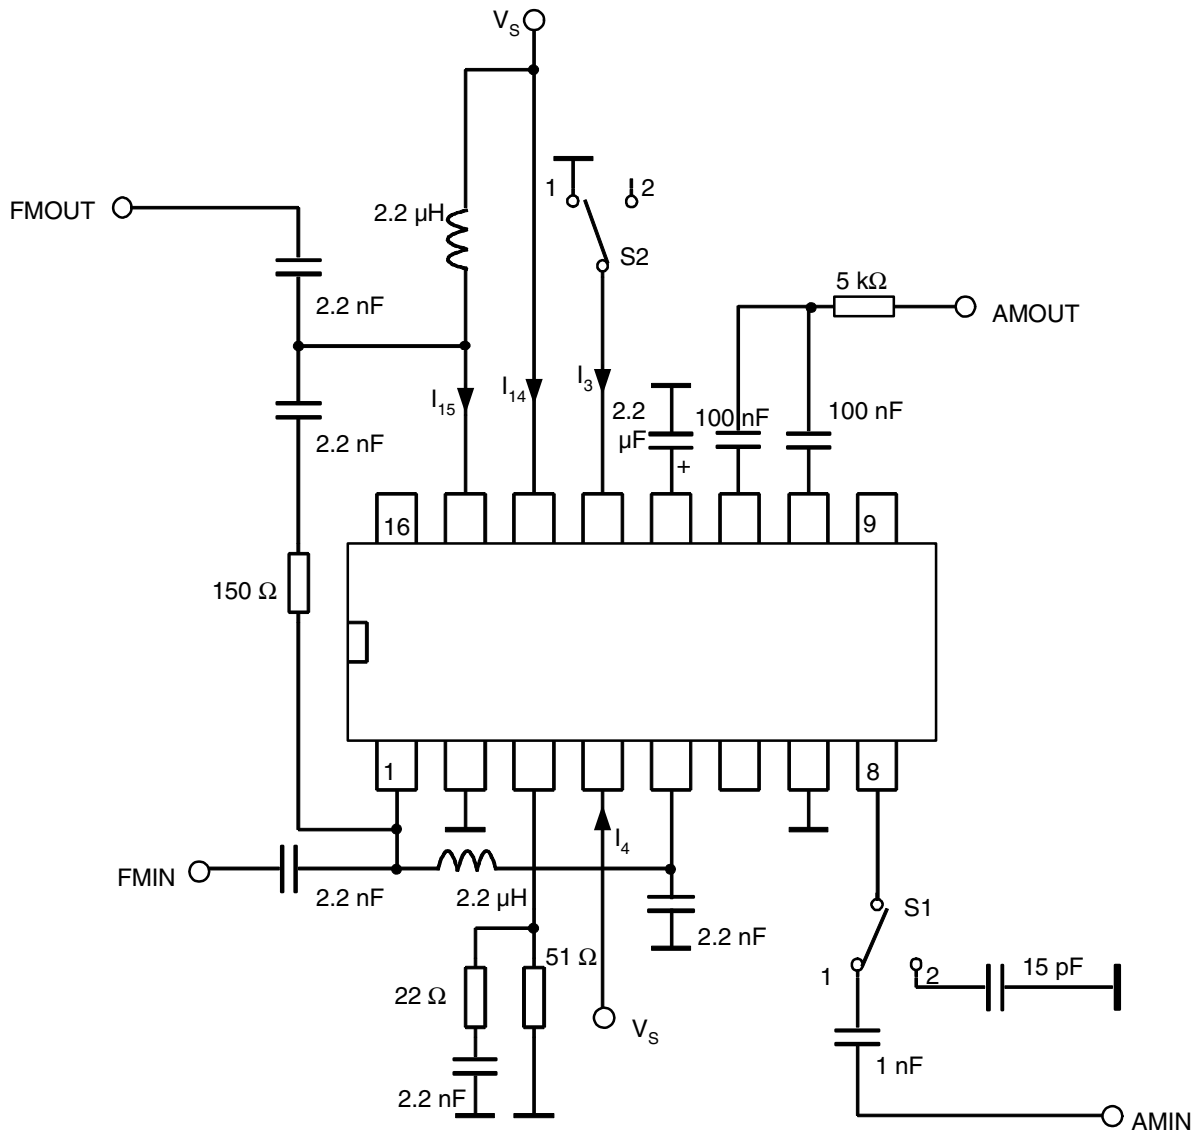 V_S
1
2
FMOUT
2.2 µH
S2
5 kΩ
2.2 nF
AMOUT
I_15
I_14
I_3
2.2 µF
100 nF
100 nF
2.2 nF
+
16
9
150 Ω
1
8
I_4
FMIN
2.2 nF
2.2 µH
S1
2.2 nF
51 Ω
1
2
15 pF
22 Ω
V_S
1 nF
2.2 nF
AMIN